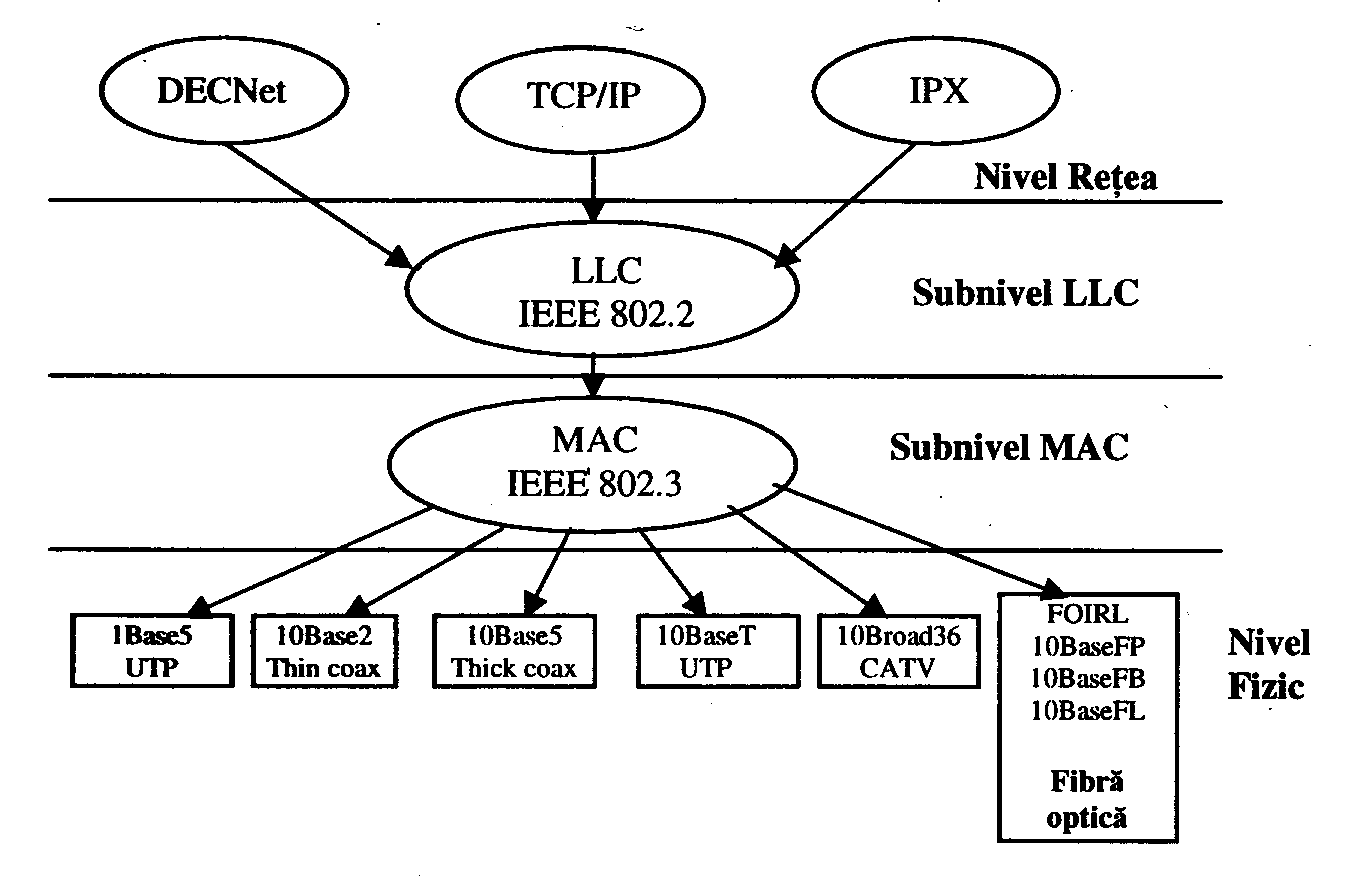 DECNet
TCP/IP
IPX
Nivel Rețea
LLC
IEEE 802.2
Subnivel LLC
MAC
IEEE 802.3
Subnivel MAC
1Base5
UTP
10Base2
Thin coax
10Base5
Thick coax
10BaseT
UTP
10Broad36
CATV
FOIRL
10BaseFP
10BaseFB
10BaseFL
Fibră
optică
Nivel
Fizic